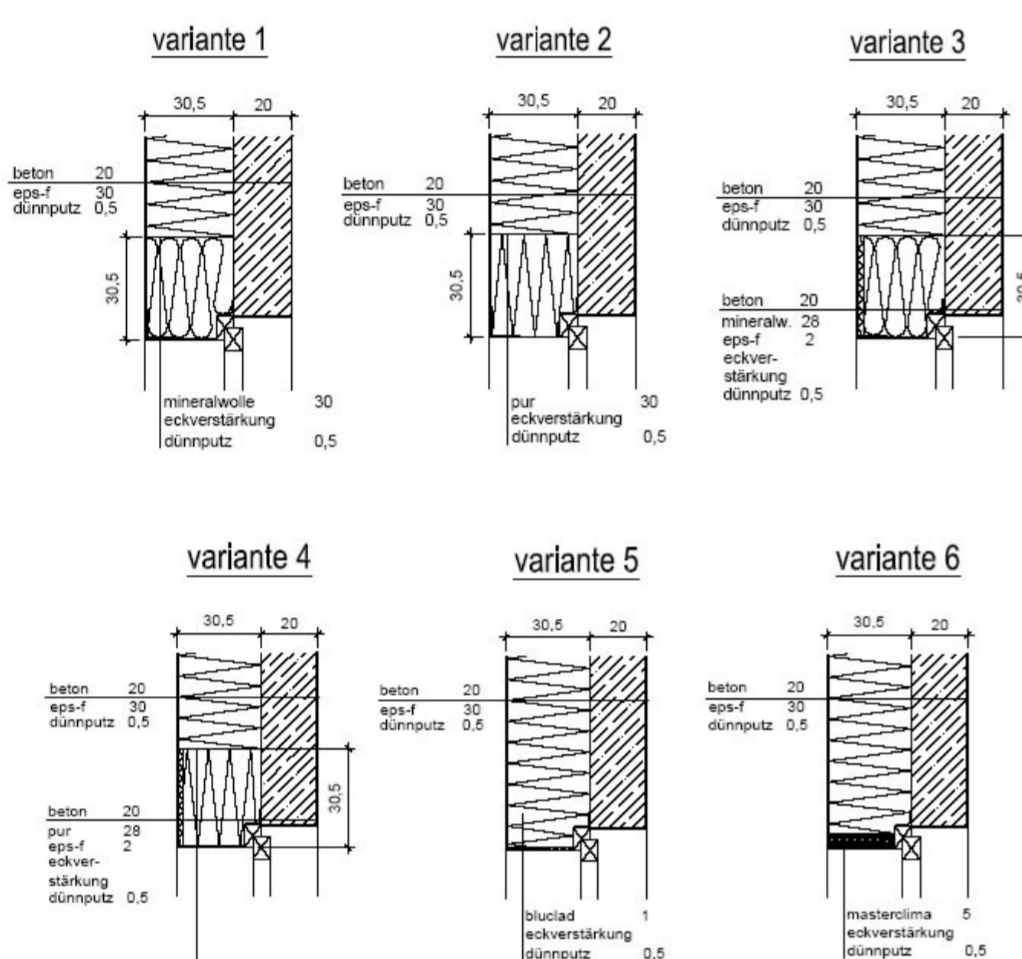 variante 1
30,5 20
beton 20
eps-f 30
dünnputz 0,5
30,5
mineralwolle 30
eckverstärkung
dünnputz 0,5
variante 2
30,5 20
beton 20
eps-f 30
dünnputz 0,5
30,5
pur 30
eckverstärkung
dünnputz 0,5
variante 3
30,5 20
beton 20
eps-f 30
dünnputz 0,5
beton 20
mineralw. 28
eps-f 2
eckver-
stärkung
dünnputz 0,5
variante 4
30,5 20
beton 20
eps-f 30
dünnputz 0,5
30,5
beton 20
pur 28
eps-f 2
eckver-
stärkung
dünnputz 0,5
variante 5
30,5 20
beton 20
eps-f 30
dünnputz 0,5
bluclad 1
eckverstärkung
dünnputz 0,5
variante 6
30,5 20
beton 20
eps-f 30
dünnputz 0,5
masterclima 5
eckverstärkung
dünnputz 0,5